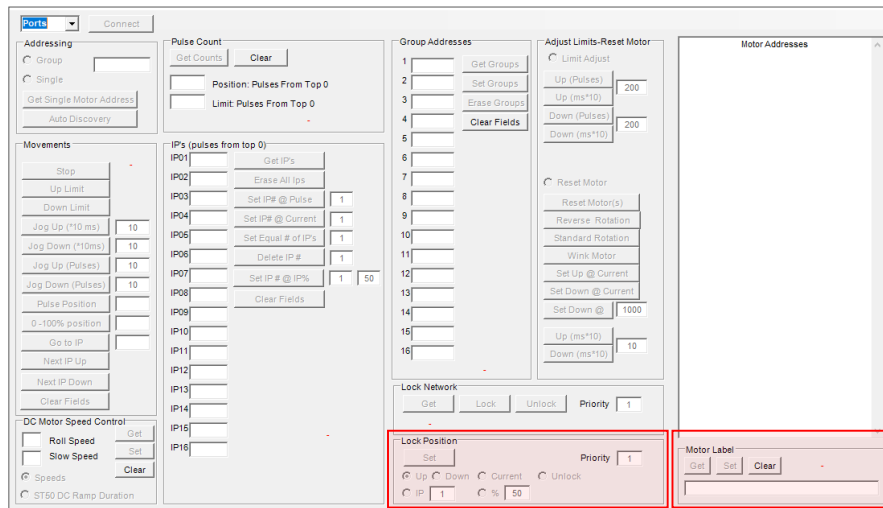 Ports Connect
Addressing
Group
Single
Get Single Motor Address
Auto Discovery
Pulse Count
Get Counts Clear
Position: Pulses From Top 0
Limit: Pulses From Top 0
-
Movements
-
Stop
Up Limit
Down Limit
Jog Up (*10 ms) 10
Jog Down (*10ms) 10
Jog Up (Pulses) 10
Jog Down (Pulses) 10
Pulse Position
0-100% position
Go to IP
Next IP Up
Next IP Down
Clear Fields
DC Motor Speed Control
Roll Speed Get
Slow Speed Set
Speeds Clear
ST50 DC Ramp Duration
IP's (pulses from top 0)
IP01 Get IP's
IP02 Erase All Ips
IP03 Set IP# @ Pulse 1
IP04 Set IP# @ Current 1
IP05 Set Equal # of IP's 1
IP06 Delete IP # 1
IP07 Set IP # @ IP% 1 50
IP08 Clear Fields
IP09
IP10
IP11
IP12
IP13
IP14
IP15
IP16
-
Group Addresses
1 Get Groups
2 Set Groups
3 Erase Groups
4 Clear Fields
5
6
7
8
9
10
11
12
13
14
15
16
-
Adjust Limits-Reset Motor
Limit Adjust
Up (Pulses) 200
Up (ms*10)
Down (Pulses) 200
Down (ms*10)
Reset Motor
Reset Motor(s)
Reverse Rotation
Standard Rotation
Wink Motor
Set Up @ Current
Set Down @ Current
Set Down @ 1000
Up (ms*10) 10
Down (ms*10)
Lock Network
Get Lock Unlock Priority 1
-
Lock Position
Set Priority 1
Up Down Current Unlock
IP 1 % 50
Motor Addresses
Motor Label
Get Set Clear -